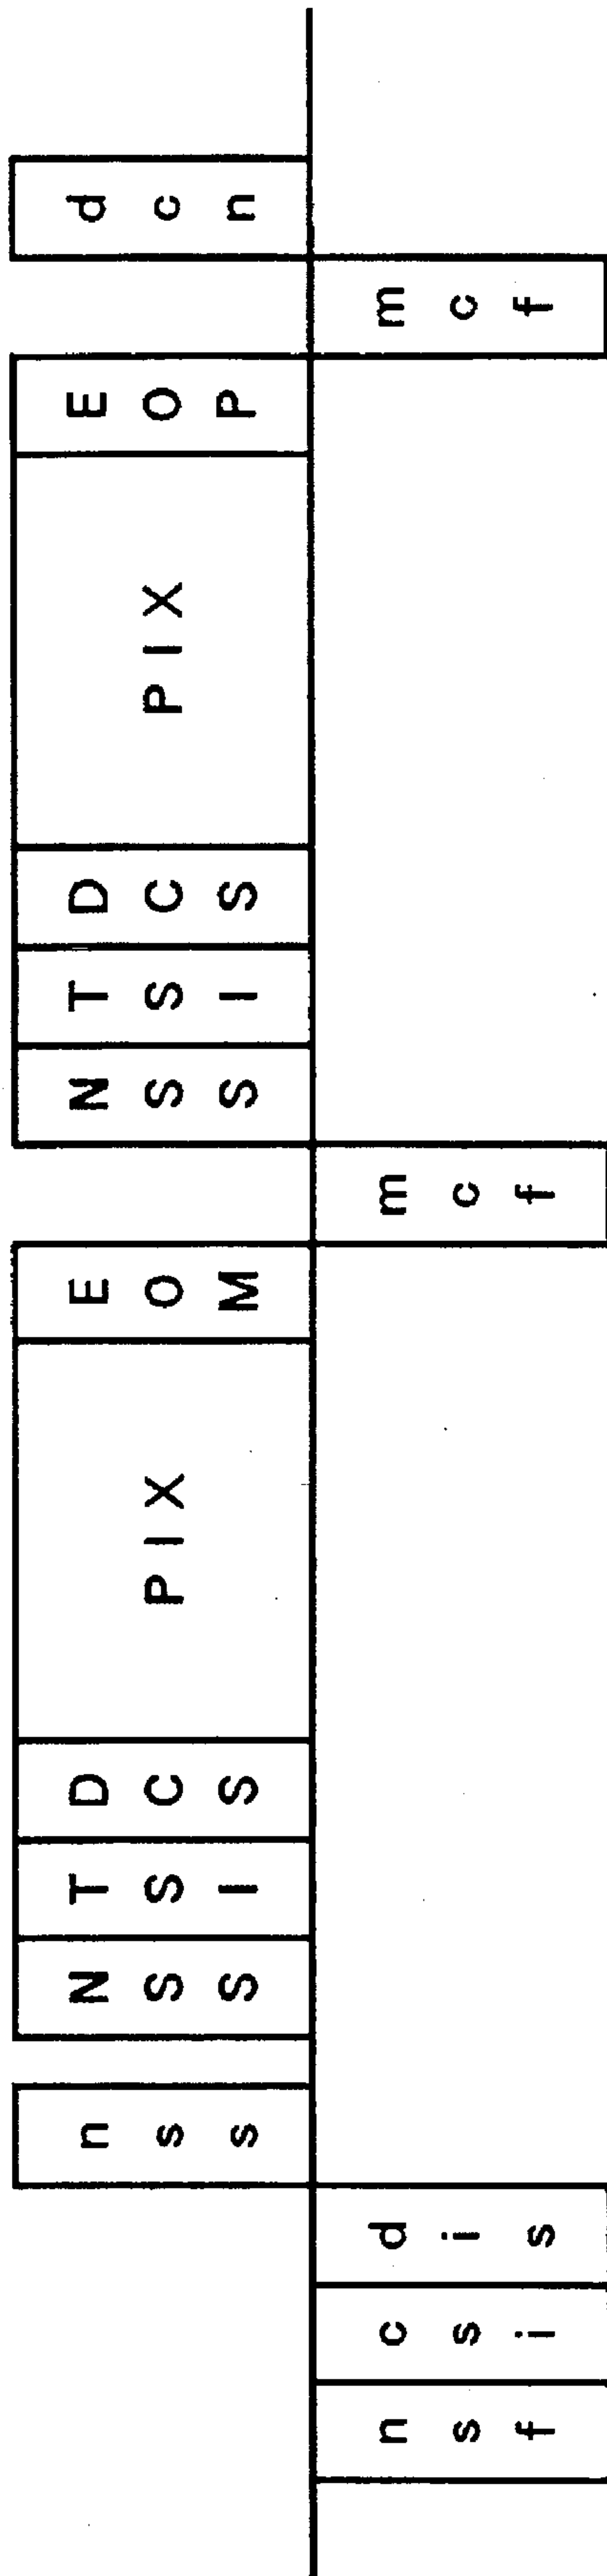 nsf
csi
dis
nss
NSS
TSI
DCS
PIX
EOM
mcf
NSS
TSI
DCS
PIX
EOP
mcf
dcn